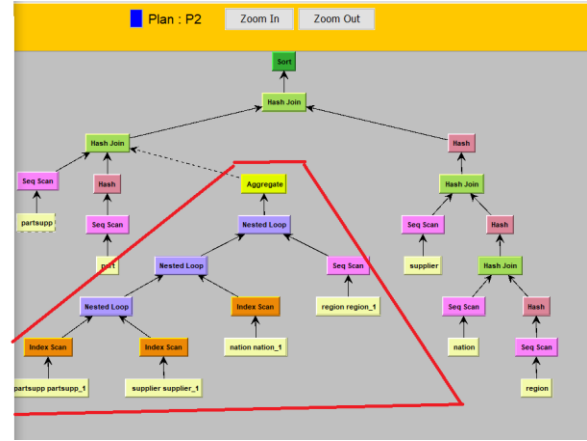 Plan : P2 Zoom In Zoom Out
Sort
Hash Join
Hash Join Hash
Seq Scan Hash Aggregate Hash Join
partsupp Seq Scan Nested Loop Seq Scan Hash
Nested Loop Seq Scan supplier Hash Join
Nested Loop Index Scan region region_1 Seq Scan Hash
Index Scan Index Scan nation nation_1 nation Seq Scan
partsupp partsupp_1 supplier supplier_1 region